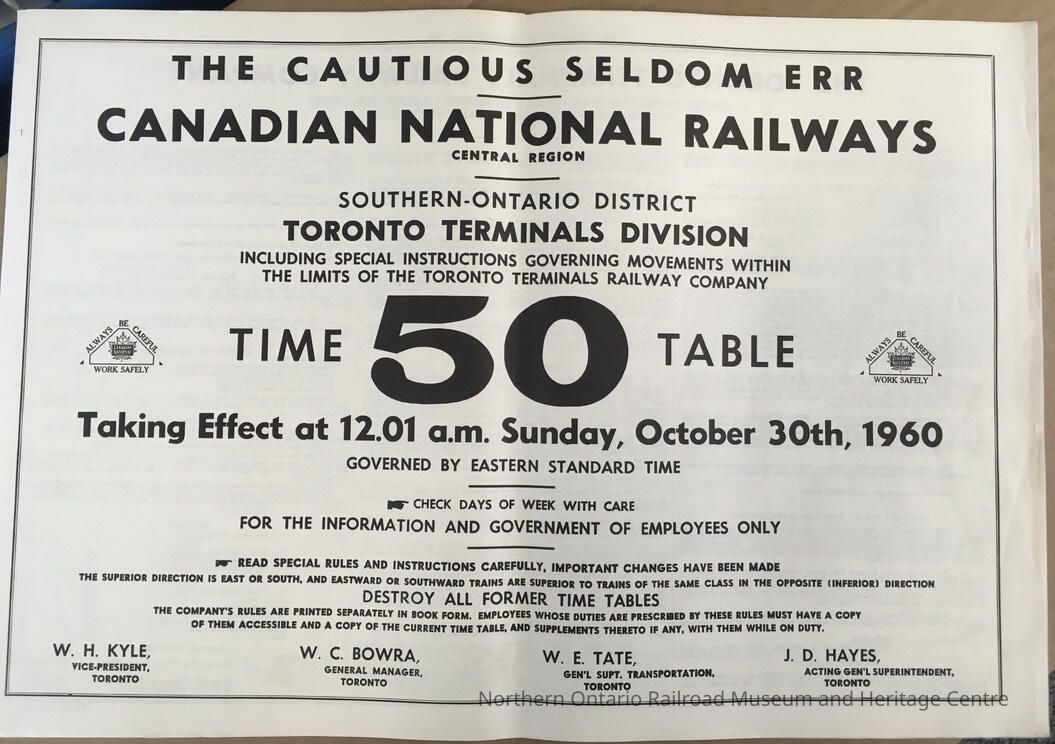 THE CAUTIOUS SELDOM ERR
CANADIAN NATIONAL RAILWAYS
CENTRAL REGION
SOUTHERN-ONTARIO DISTRICT
TORONTO TERMINALS DIVISION
INCLUDING SPECIAL INSTRUCTIONS GOVERNING MOVEMENTS WITHIN
THE LIMITS OF THE TORONTO TERMINALS RAILWAY COMPANY
ALWAYS BE CAREFUL
CANADIAN NATIONAL
WORK SAFELY
TIME 50 TABLE
ALWAYS BE CAREFUL
CANADIAN NATIONAL
WORK SAFELY
Taking Effect at 12.01 a.m. Sunday, October 30th, 1960
GOVERNED BY EASTERN STANDARD TIME
☛ CHECK DAYS OF WEEK WITH CARE
FOR THE INFORMATION AND GOVERNMENT OF EMPLOYEES ONLY
☛ READ SPECIAL RULES AND INSTRUCTIONS CAREFULLY, IMPORTANT CHANGES HAVE BEEN MADE
THE SUPERIOR DIRECTION IS EAST OR SOUTH, AND EASTWARD OR SOUTHWARD TRAINS ARE SUPERIOR TO TRAINS OF THE SAME CLASS IN THE OPPOSITE (INFERIOR) DIRECTION
DESTROY ALL FORMER TIME TABLES
THE COMPANY'S RULES ARE PRINTED SEPARATELY IN BOOK FORM. EMPLOYEES WHOSE DUTIES ARE PRESCRIBED BY THESE RULES MUST HAVE A COPY
OF THEM ACCESSIBLE AND A COPY OF THE CURRENT TIME TABLE, AND SUPPLEMENTS THERETO IF ANY, WITH THEM WHILE ON DUTY.
W. H. KYLE,
VICE-PRESIDENT,
TORONTO
W. C. BOWRA,
GENERAL MANAGER,
TORONTO
W. E. TATE,
GEN'L SUPT. TRANSPORTATION,
TORONTO
J. D. HAYES,
ACTING GEN'L SUPERINTENDENT,
TORONTO
Northern Ontario Railroad Museum and Heritage Centre